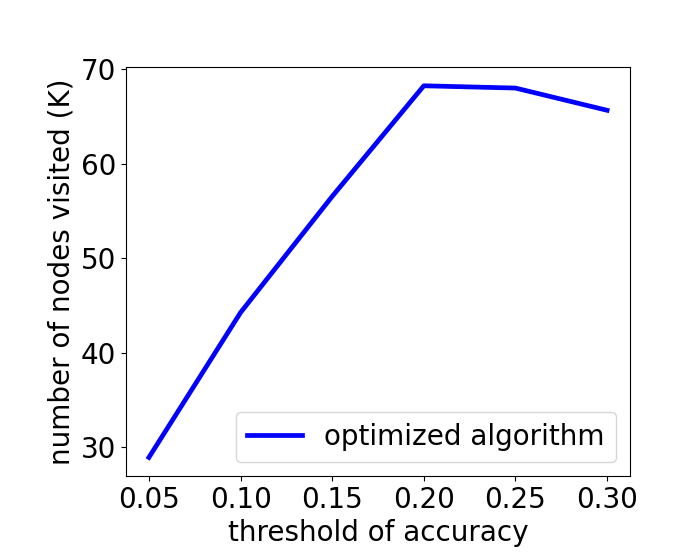 70
60
50
40
30
number of nodes visited (K)
optimized algorithm
0.05 0.10 0.15 0.20 0.25 0.30
threshold of accuracy